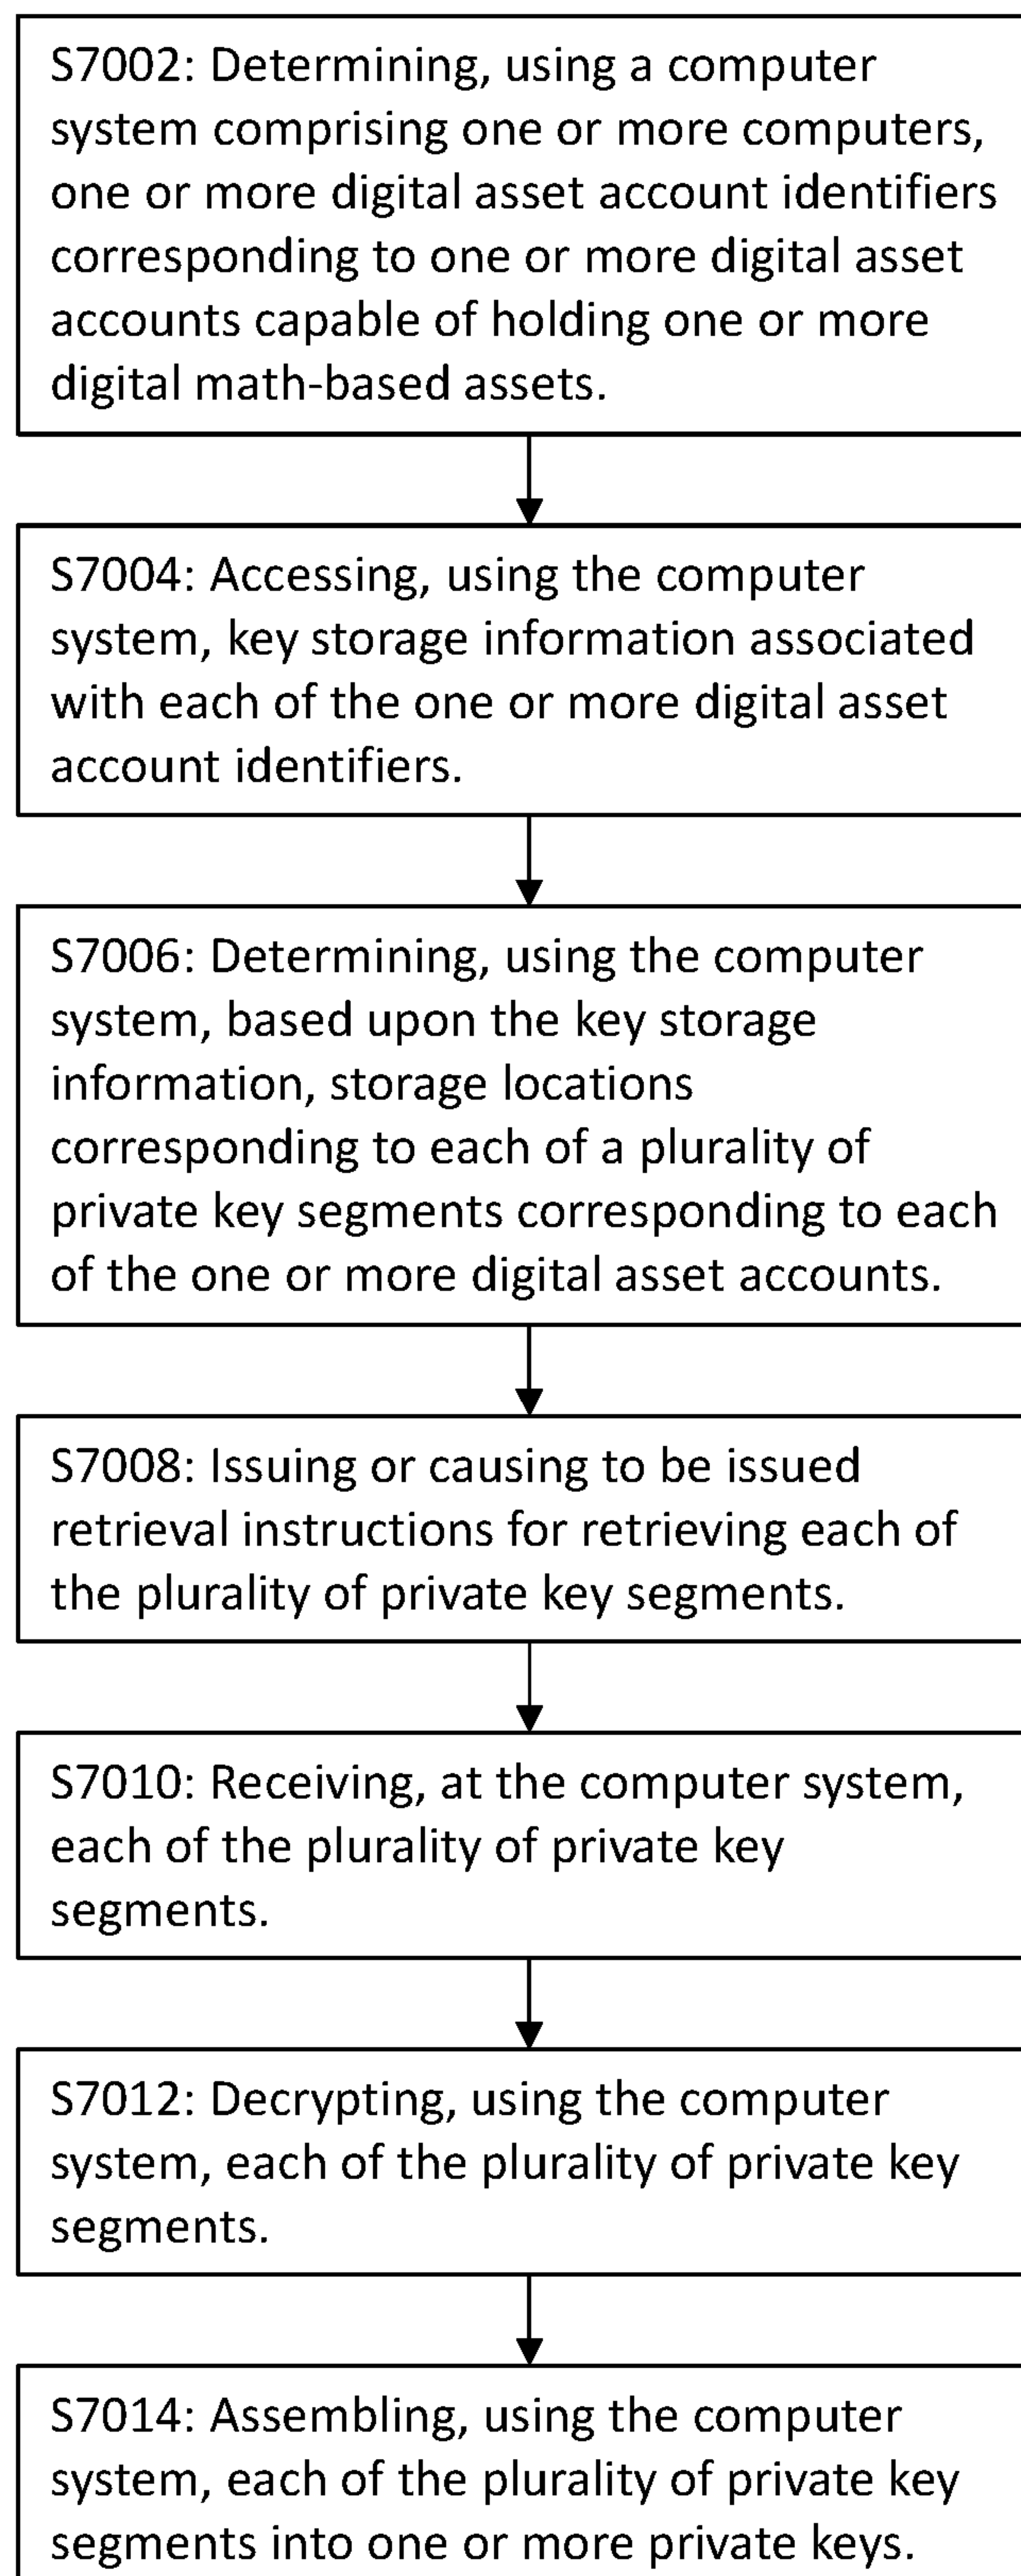 S7002: Determining, using a computer
system comprising one or more computers,
one or more digital asset account identifiers
corresponding to one or more digital asset
accounts capable of holding one or more
digital math-based assets.
S7004: Accessing, using the computer
system, key storage information associated
with each of the one or more digital asset
account identifiers.
S7006: Determining, using the computer
system, based upon the key storage
information, storage locations
corresponding to each of a plurality of
private key segments corresponding to each
of the one or more digital asset accounts.
S7008: Issuing or causing to be issued
retrieval instructions for retrieving each of
the plurality of private key segments.
S7010: Receiving, at the computer system,
each of the plurality of private key
segments.
S7012: Decrypting, using the computer
system, each of the plurality of private key
segments.
S7014: Assembling, using the computer
system, each of the plurality of private key
segments into one or more private keys.